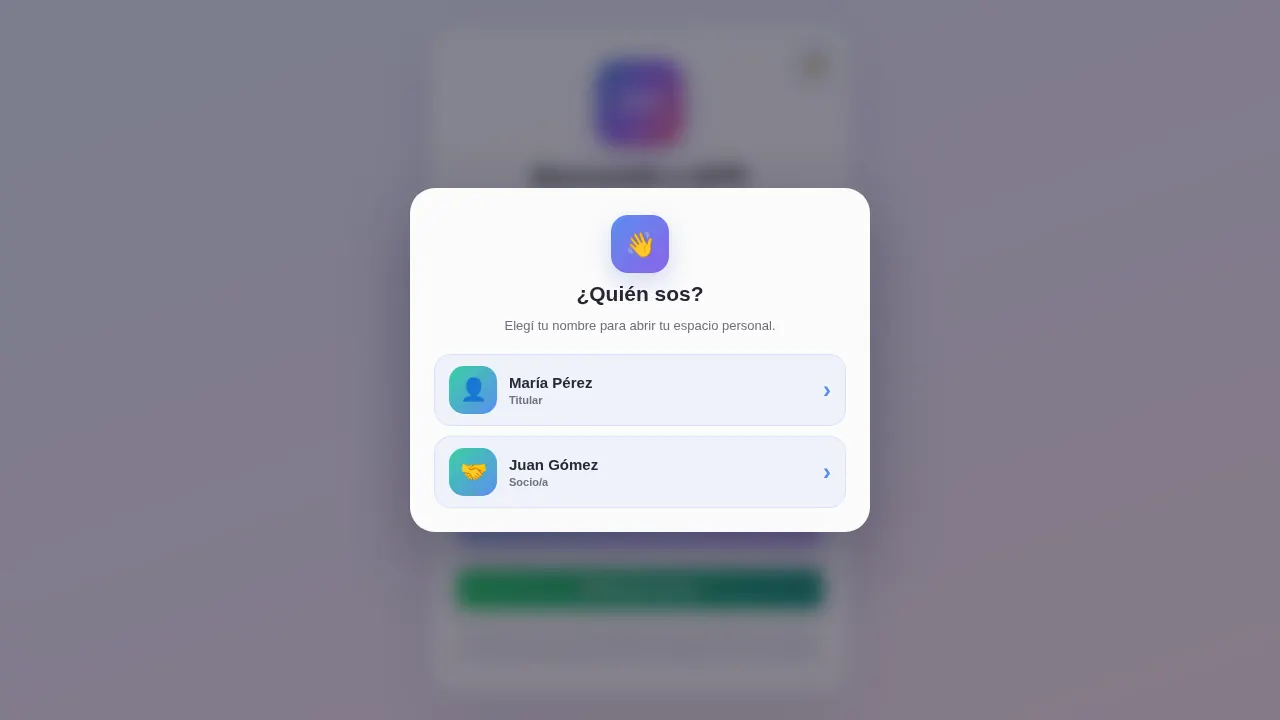 ¿Quién sos?
Elegí tu nombre para abrir tu espacio personal.
María Pérez
Titular
›
Juan Gómez
Socio/a
›